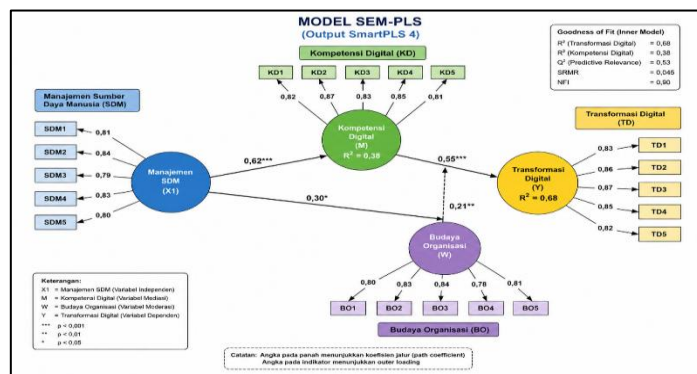 MODEL SEM-PLS
(Output SmartPLS 4)
Goodness of Fit (Inner Model)
R² (Transformasi Digital) = 0,68
R² (Kompetensi Digital) = 0,38
Q² (Predictive Relevance) = 0,53
SRMR = 0,045
NFI = 0,90
Kompetensi Digital (KD)
KD1 KD2 KD3 KD4 KD5
0,82 0,87 0,83 0,85 0,81
Manajemen Sumber
Daya Manusia (SDM)
SDM1 0,81
SDM2 0,84
SDM3 0,79
SDM4 0,83
SDM5 0,80
Manajemen
SDM
(X1)
0,62***
0,30*
Kompetensi
Digital
(M)
R² = 0,38
0,55***
0,21**
Transformasi Digital
(TD)
Transformasi
Digital
(Y)
R² = 0,68
0,83 TD1
0,86 TD2
0,87 TD3
0,85 TD4
0,82 TD5
Budaya
Organisasi
(W)
0,80 0,83 0,84 0,78 0,81
BO1 BO2 BO3 BO4 BO5
Budaya Organisasi (BO)
Keterangan:
X1 = Manajemen SDM (Variabel Independen)
M = Kompetensi Digital (Variabel Mediasi)
W = Budaya Organisasi (Variabel Moderasi)
Y = Transformasi Digital (Variabel Dependen)
*** p < 0,001
** p < 0,01
* p < 0,05
Catatan: Angka pada panah menunjukkan koefisien jalur (path coefficient)
Angka pada indikator menunjukkan outer loading